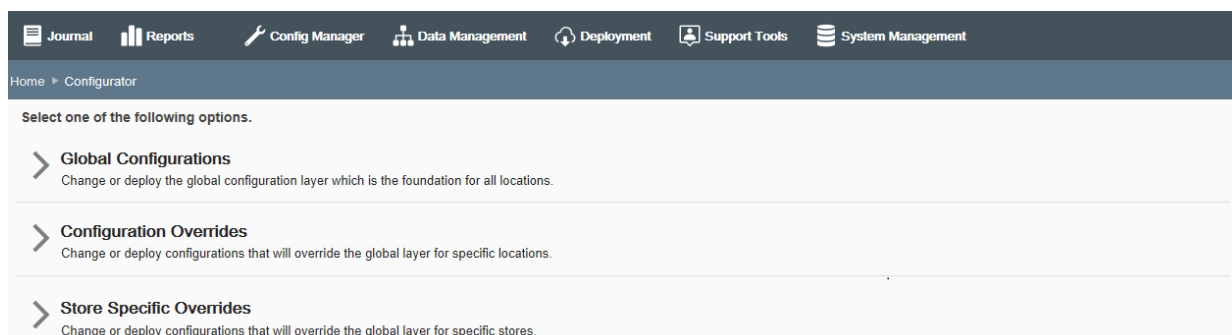 Journal Reports Config Manager Data Management Deployment Support Tools System Management
Home Configurator
Select one of the following options.
Global Configurations
Change or deploy the global configuration layer which is the foundation for all locations.
Configuration Overrides
Change or deploy configurations that will override the global layer for specific locations.
Store Specific Overrides
Change or deploy configurations that will override the global layer for specific stores.